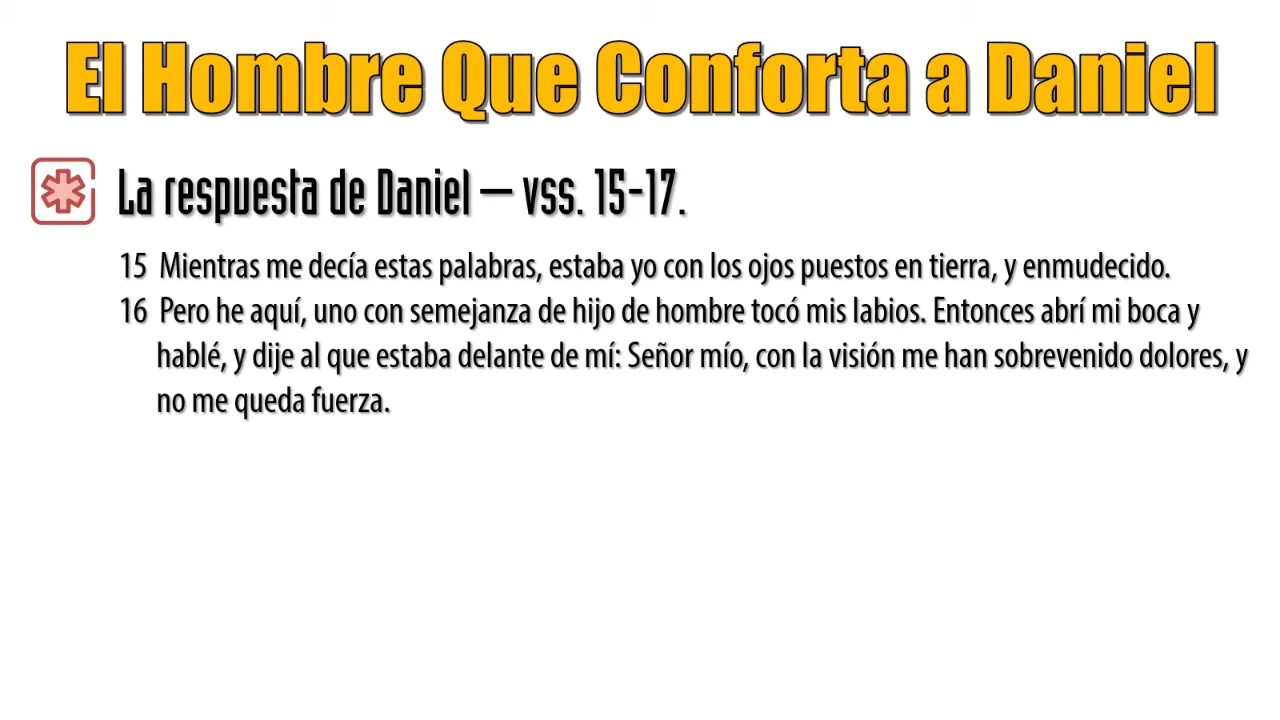 El Hombre Que Conforta a Daniel
La respuesta de Daniel – vss. 15-17.
15 Mientras me decía estas palabras, estaba yo con los ojos puestos en tierra, y enmudecido.
16 Pero he aquí, uno con semejanza de hijo de hombre tocó mis labios. Entonces abrí mi boca y
hablé, y dije al que estaba delante de mí: Señor mío, con la visión me han sobrevenido dolores, y
no me queda fuerza.